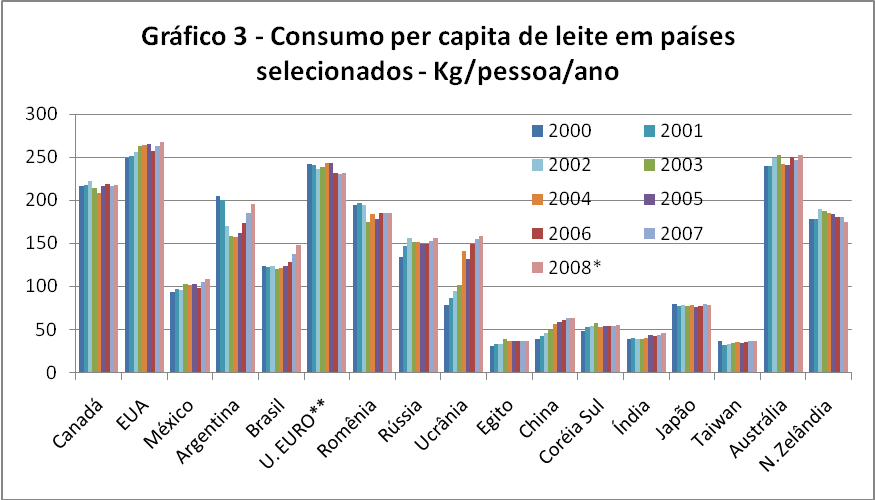 Gráfico 3 - Consumo per capita de leite em países
selecionados - Kg/pessoa/ano
300
250
200
150
100
50
0
2000
2001
2002
2003
2004
2005
2006
2007
2008*
Canadá
EUA
México
Argentina
Brasil
U. EURO**
Romênia
Rússia
Ucrânia
Egito
China
Coréia Sul
Índia
Japão
Taiwan
Austrália
N. Zelândia